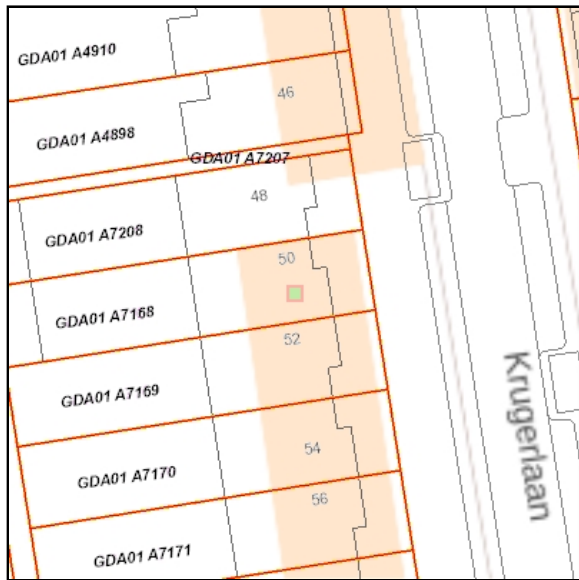 GDA01 A4910
46
GDA01 A4898
GDA01 A7207
48
GDA01 A7208
50
GDA01 A7168
52
GDA01 A7169
54
GDA01 A7170
56
GDA01 A7171
Krugerlaan